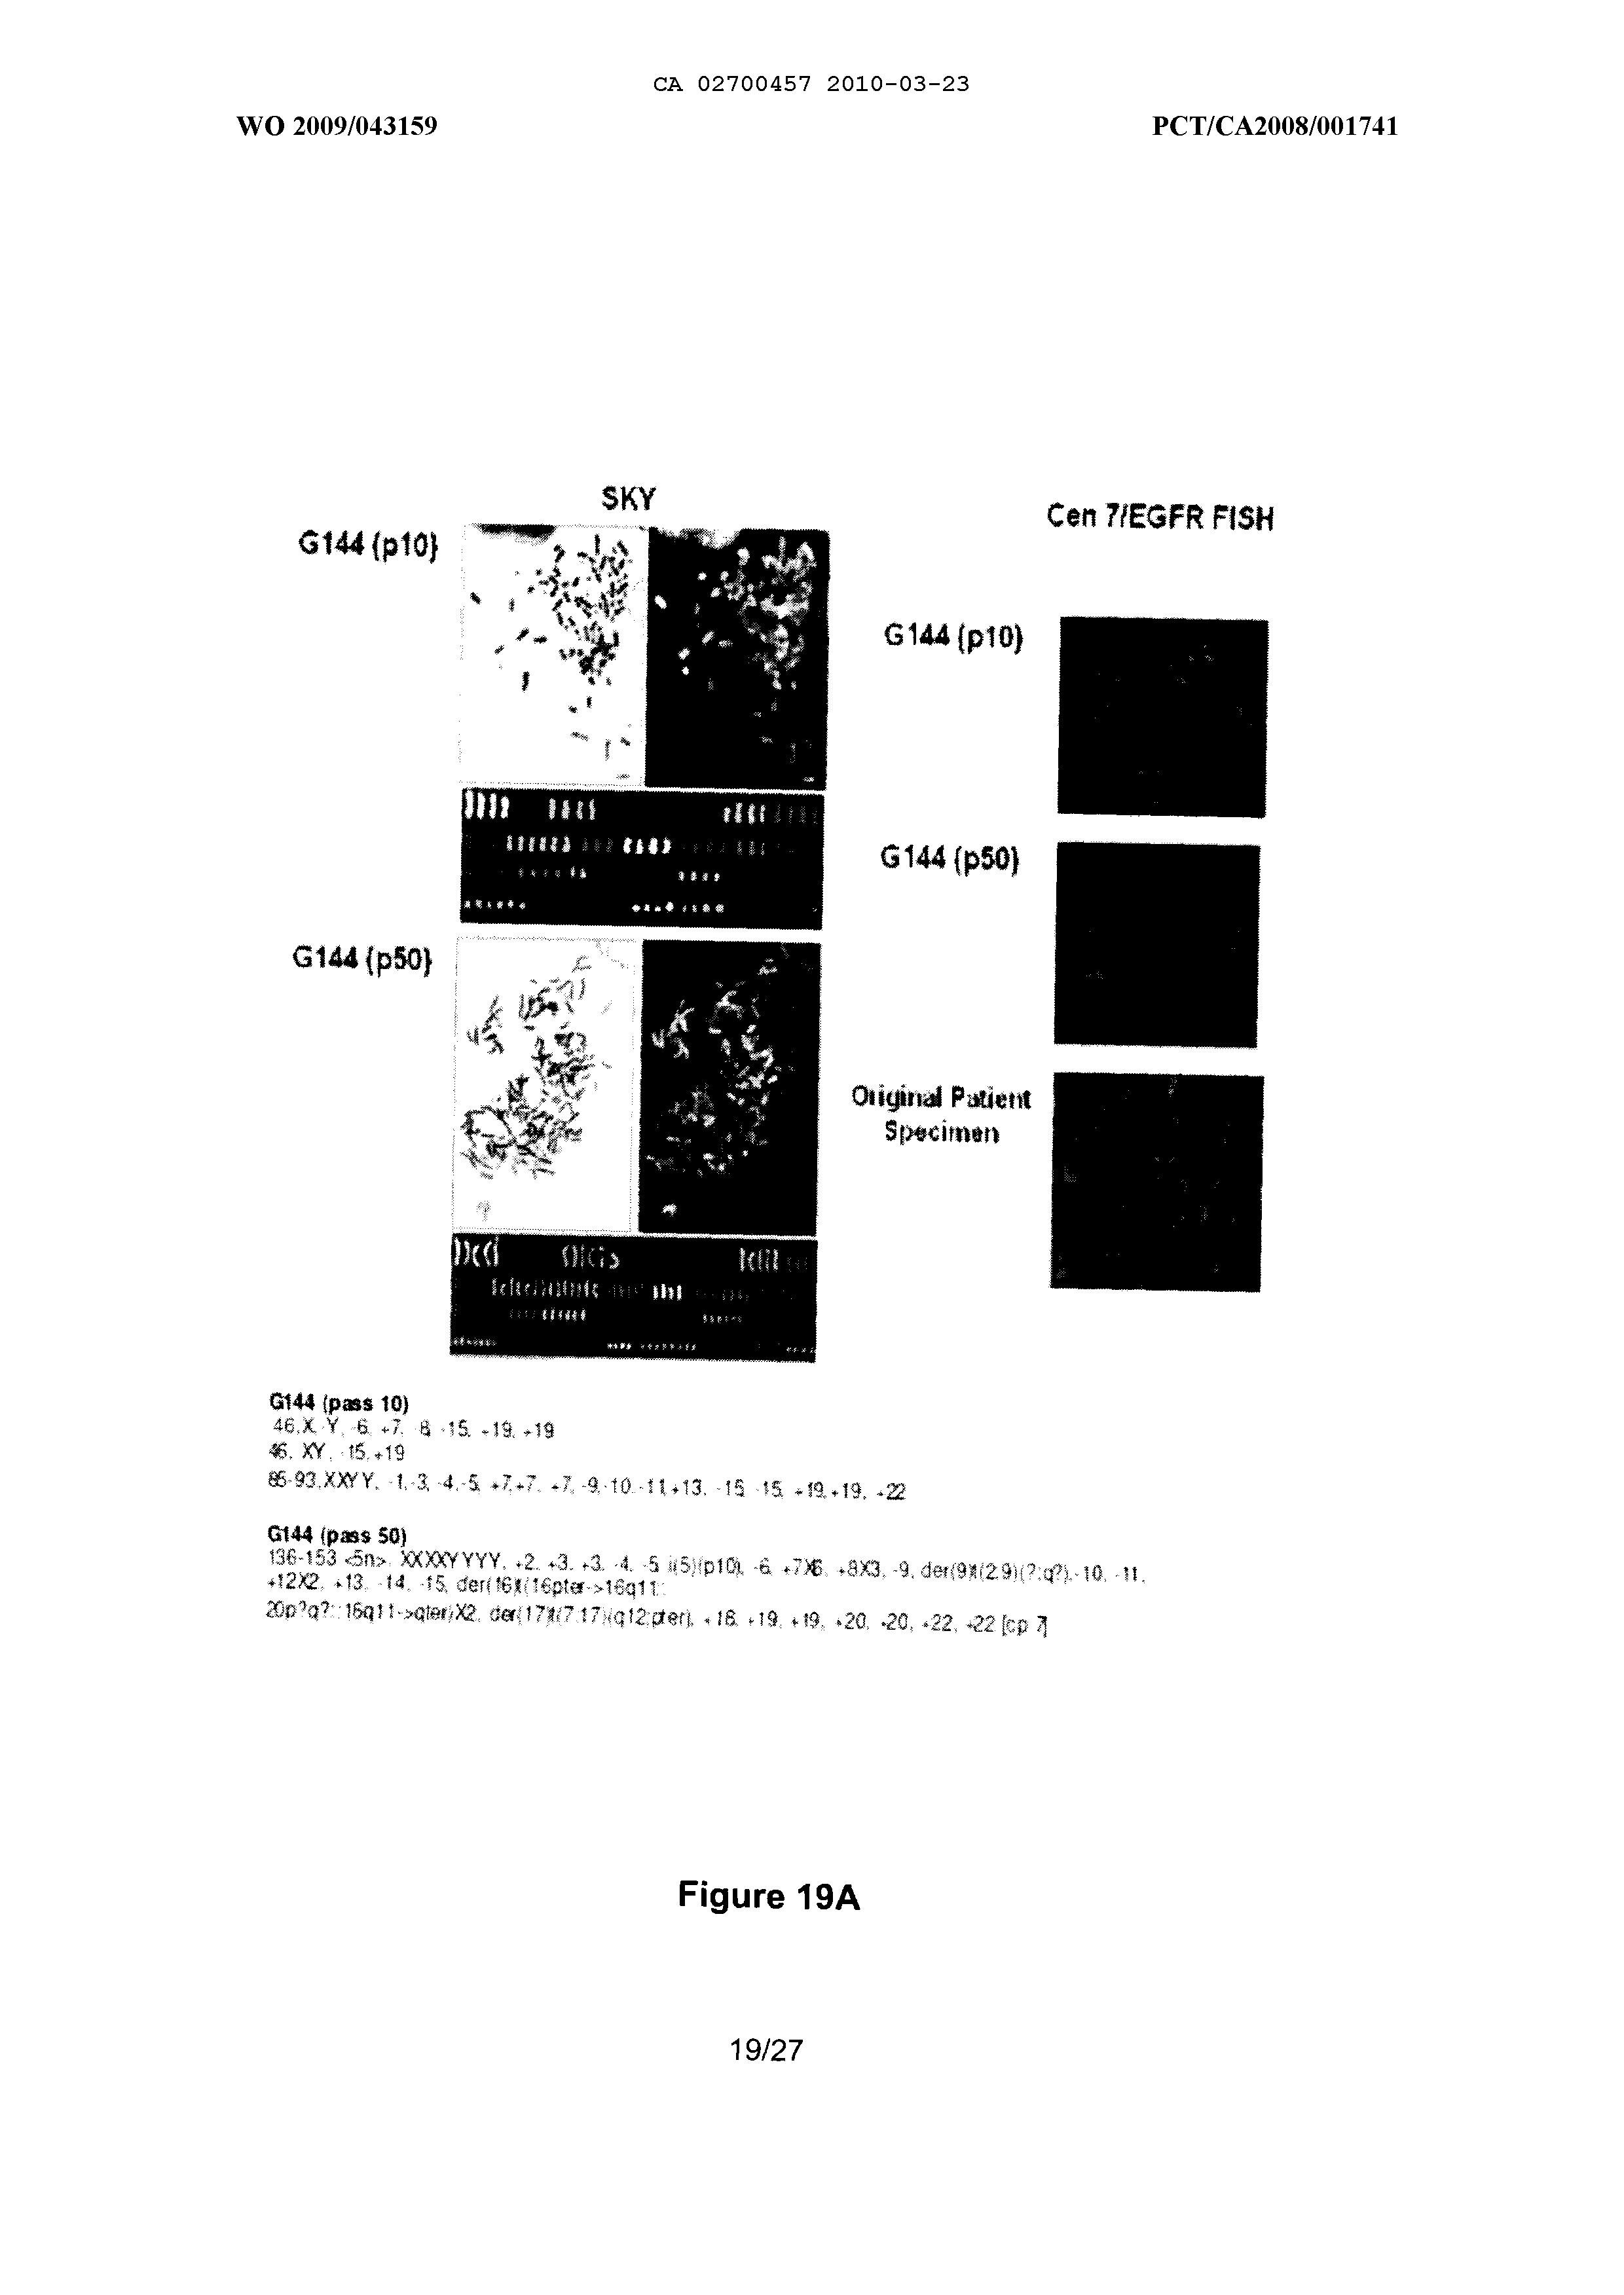 CA 02700457 2010-03-23
WO 2009/043159
PCT/CA2008/001741
SKY
Cen 7/EGFR FISH
G144 (p10)
G144 (p10)
G144 (p50)
G144 (p50)
Original Patient
Specimen
G144 (pass 10)
46,X,-Y, -6, +7, -8, -15, +19, +19
46, XY, -15,+19
85-93,XXYY, -1,-3, -4,-5, +7,+7, +7, -9,-10,-11,+13, -15, -15, +19,+19, +22
G144 (pass 50)
136-153 <5n>, XXXXYYYY, +2, +3, +3, -4, -5, i(5)(p10), -6, +7X6, +8X3, -9, der(9)t(2;9)(?;q?),-10, -11,
+12X2, +13, -14, -15, der(16)t(16pter->16q11::
20p?q?::16q11->qter)X2, der(17)t(7;17)(q12;pter), +18, +19, +19, +20, +20, +22, +22 [cp 7]
Figure 19A
19/27